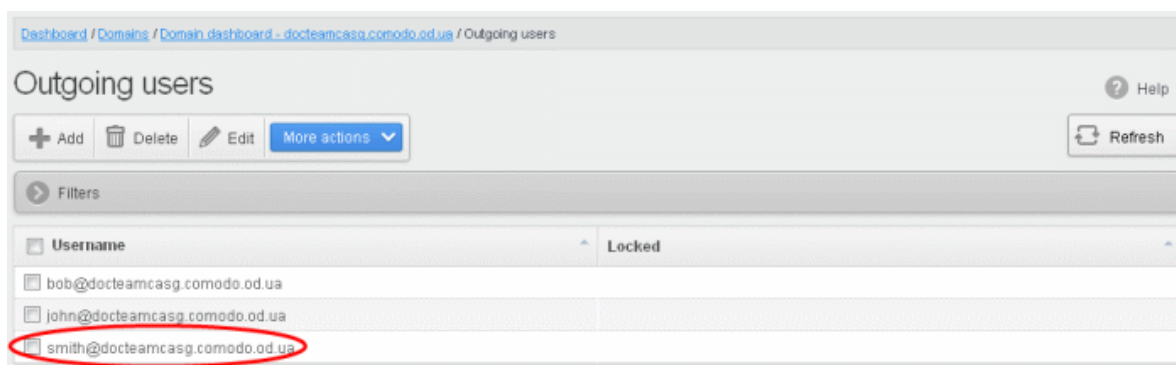 Dashboard / Domains / Domain dashboard - docteamcasg.comodo.od.ua / Outgoing users
Outgoing users
Help
Add Delete Edit More actions
Refresh
Filters
Username Locked
bob@docteamcasg.comodo.od.ua
john@docteamcasg.comodo.od.ua
smith@docteamcasg.comodo.od.ua